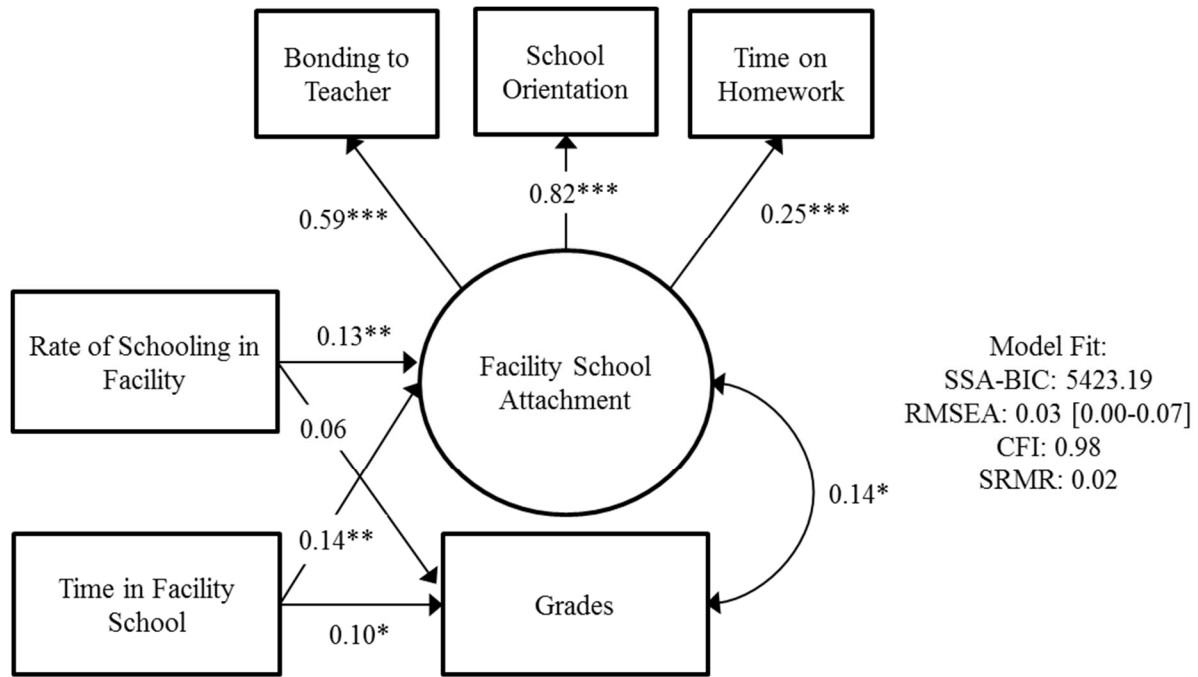 Bonding to
Teacher
School
Orientation
Time on
Homework
0.59***
0.82***
0.25***
Rate of Schooling in
Facility
0.13**
Facility School
Attachment
0.06
Model Fit:
SSA-BIC: 5423.19
RMSEA: 0.03 [0.00-0.07]
CFI: 0.98
SRMR: 0.02
0.14*
0.14**
Time in Facility
School
0.10*
Grades